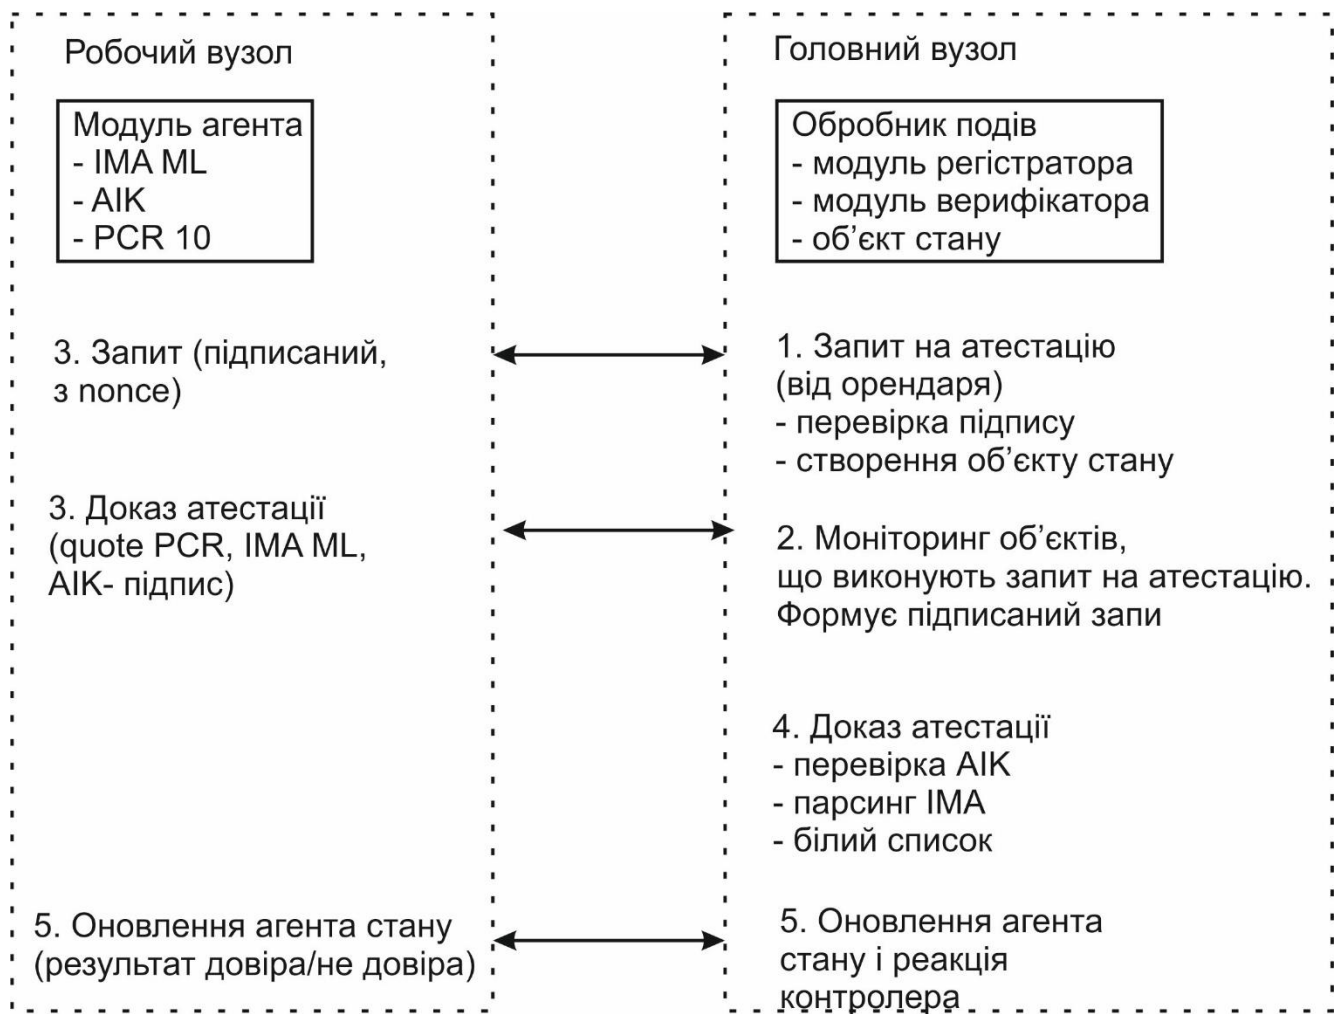 Робочий вузол
Модуль агента
- IMA ML
- AIK
- PCR 10
3. Запит (підписаний,
з nonce)
3. Доказ атестації
(quote PCR, IMA ML,
AIK- підпис)
5. Оновлення агента стану
(результат довіра/не довіра)
Головний вузол
Обробник подів
- модуль регістратора
- модуль верифікатора
- об’єкт стану
1. Запит на атестацію
(від орендаря)
- перевірка підпису
- створення об’єкту стану
2. Моніторинг об’єктів,
що виконують запит на атестацію.
Формує підписаний запи
4. Доказ атестації
- перевірка AIK
- парсинг IMA
- білий список
5. Оновлення агента
стану і реакція
контролера